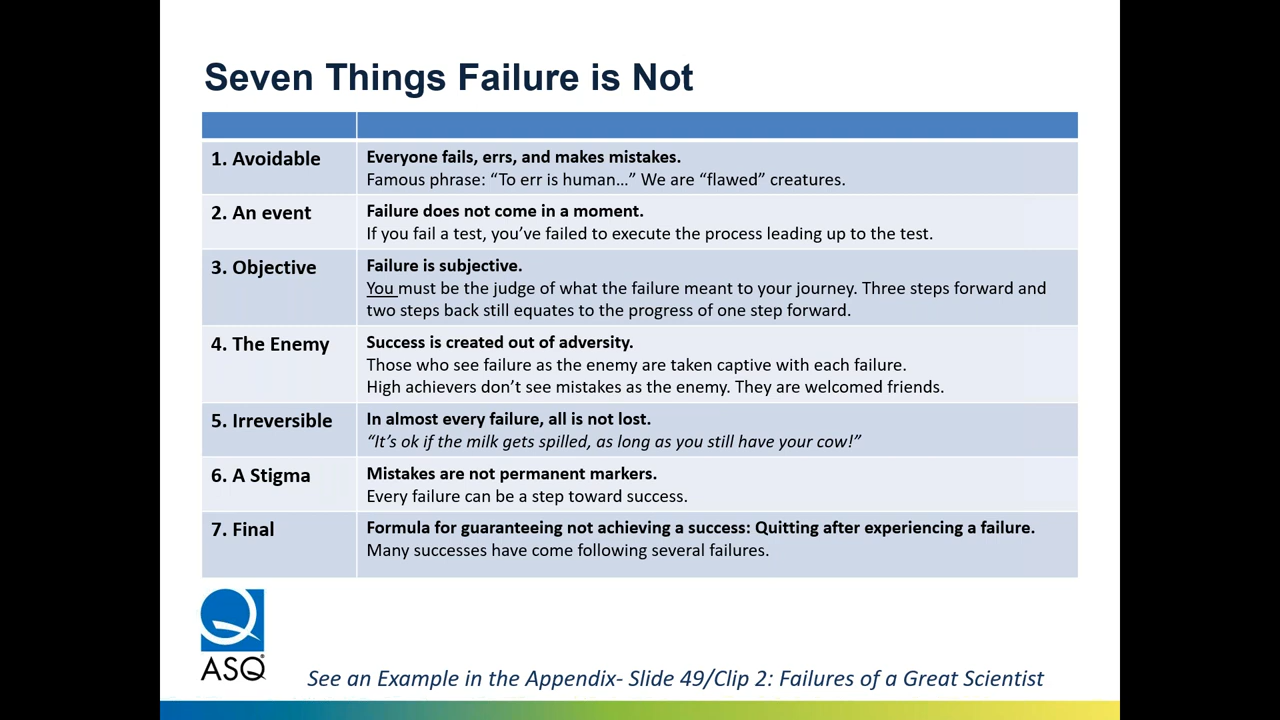 Seven Things Failure is Not
1. Avoidable
Everyone fails, errs, and makes mistakes.
Famous phrase: “To err is human…” We are “flawed” creatures.
2. An event
Failure does not come in a moment.
If you fail a test, you’ve failed to execute the process leading up to the test.
3. Objective
Failure is subjective.
You must be the judge of what the failure meant to your journey. Three steps forward and
two steps back still equates to the progress of one step forward.
4. The Enemy
Success is created out of adversity.
Those who see failure as the enemy are taken captive with each failure.
High achievers don’t see mistakes as the enemy. They are welcomed friends.
5. Irreversible
In almost every failure, all is not lost.
“It’s ok if the milk gets spilled, as long as you still have your cow!”
6. A Stigma
Mistakes are not permanent markers.
Every failure can be a step toward success.
7. Final
Formula for guaranteeing not achieving a success: Quitting after experiencing a failure.
Many successes have come following several failures.
ASQ®
See an Example in the Appendix- Slide 49/Clip 2: Failures of a Great Scientist